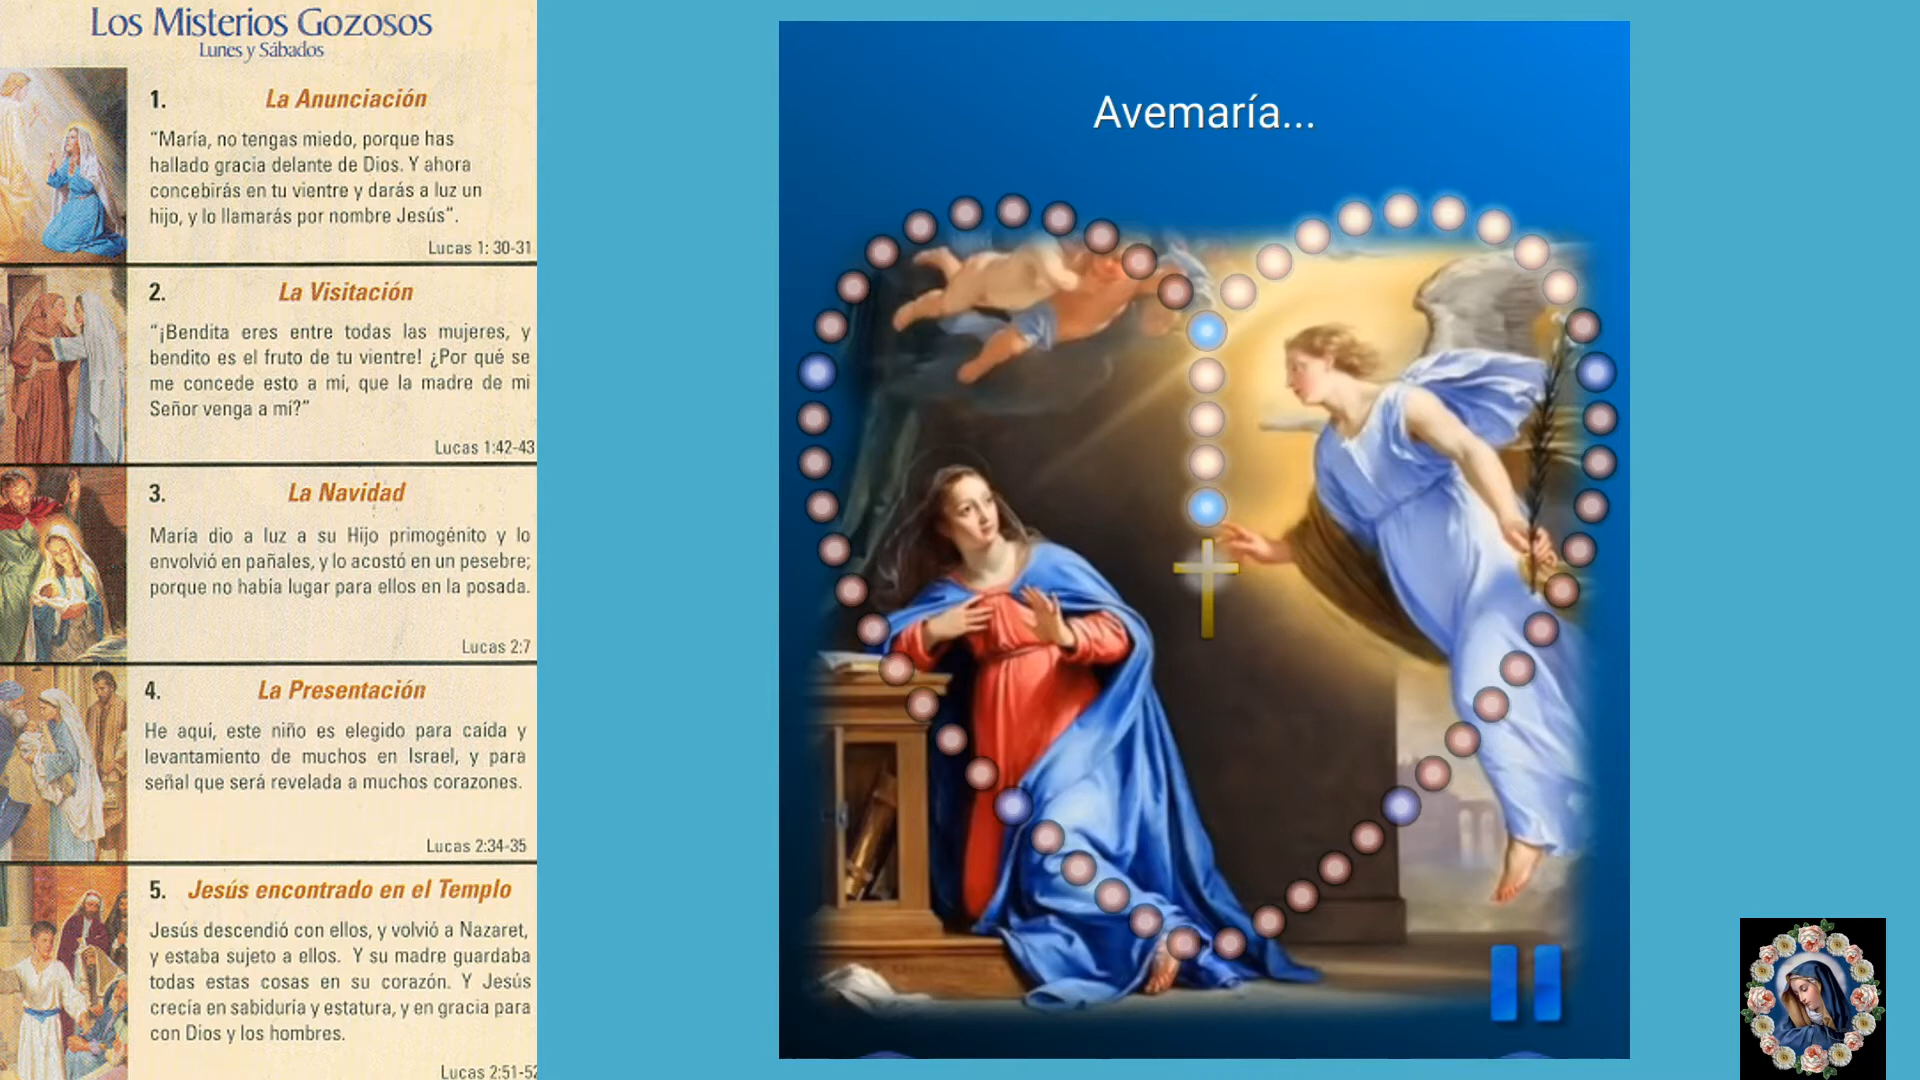 Los Misterios Gozosos
Lunes y Sábados
1. La Anunciación
“María, no tengas miedo, porque has
hallado gracia delante de Dios. Y ahora
concebirás en tu vientre y darás a luz un
hijo, y lo llamarás por nombre Jesús”.
Lucas 1: 30-31
2. La Visitación
“¡Bendita eres entre todas las mujeres, y
bendito es el fruto de tu vientre! ¿Por qué se
me concede esto a mí, que la madre de mi
Señor venga a mí?”
Lucas 1:42-43
3. La Navidad
María dio a luz a su Hijo primogénito y lo
envolvió en pañales, y lo acostó en un pesebre;
porque no había lugar para ellos en la posada.
Lucas 2:7
4. La Presentación
He aquí, este niño es elegido para caída y
levantamiento de muchos en Israel, y para
señal que será revelada a muchos corazones.
Lucas 2:34-35
5. Jesús encontrado en el Templo
Jesús descendió con ellos, y volvió a Nazaret,
y estaba sujeto a ellos. Y su madre guardaba
todas estas cosas en su corazón. Y Jesús
crecía en sabiduría y estatura, y en gracia para
con Dios y los hombres.
Lucas 2:51-52
Avemaría...